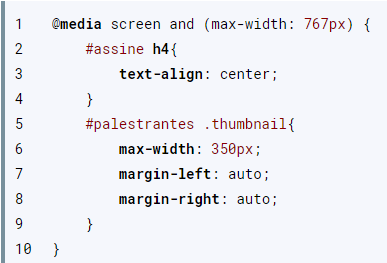 1 @media screen and (max-width: 767px) {
2 #assine h4{
3 text-align: center;
4 }
5 #palestrantes .thumbnail{
6 max-width: 350px;
7 margin-left: auto;
8 margin-right: auto;
9 }
10 }